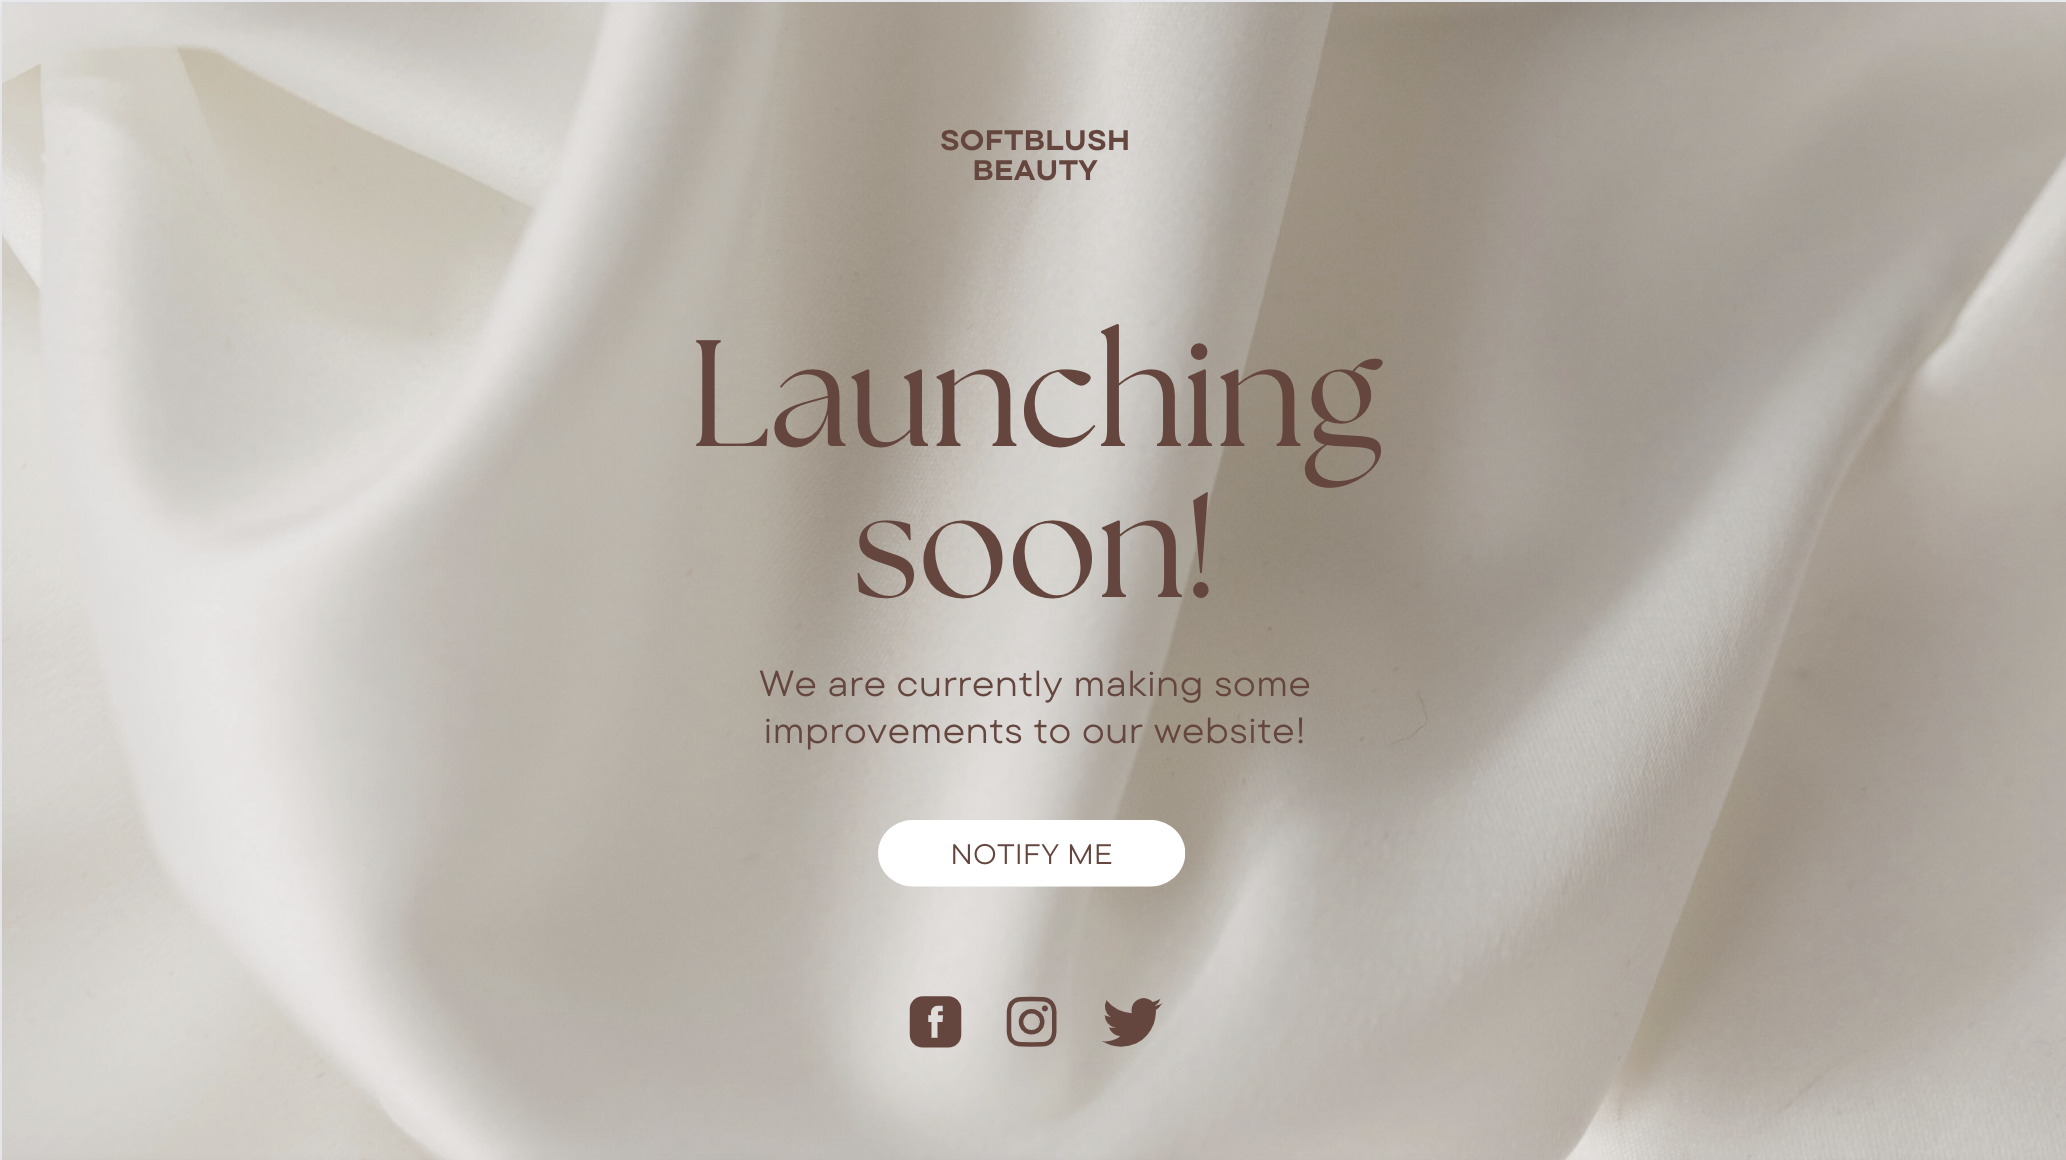 SOFTBLUSH
BEAUTY
Launching
soon!
We are currently making some
improvements to our website!
NOTIFY ME